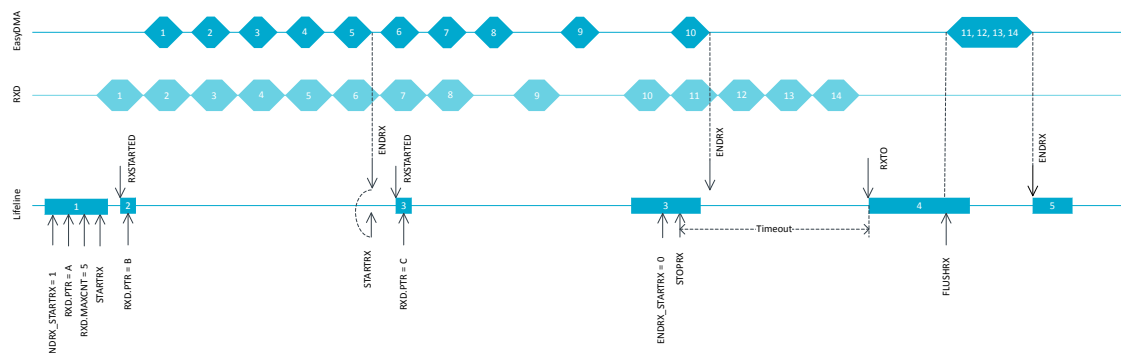 EasyDMA
1 2 3 4 5 6 7 8 9 10 11, 12, 13, 14
RXD
1 2 3 4 5 6 7 8 9 10 11 12 13 14
RXSTARTED
ENDRX
RXSTARTED
ENDRX
RXTO
ENDRX
Lifeline
1 2 3 3 4 5
Timeout
NDRX_STARTRX = 1
RXD.PTR = A
RXD.MAXCNT = 5
STARTRX
RXD.PTR = B
STARTRX
RXD.PTR = C
ENDRX_STARTRX = 0
STOPRX
FLUSHRX